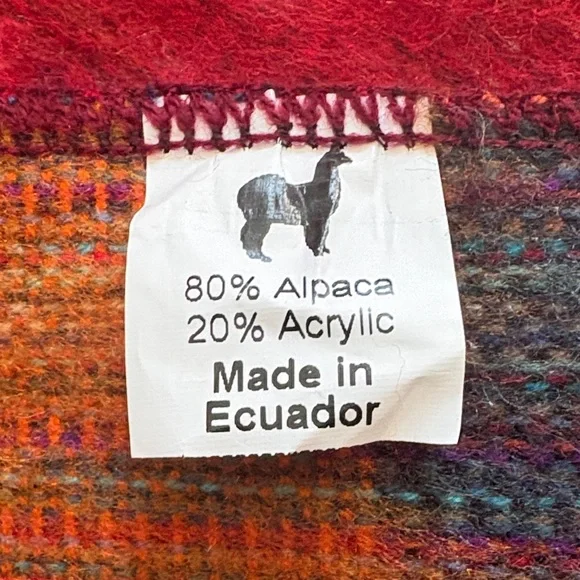 80% Alpaca
20% Acrylic
Made in
Ecuador